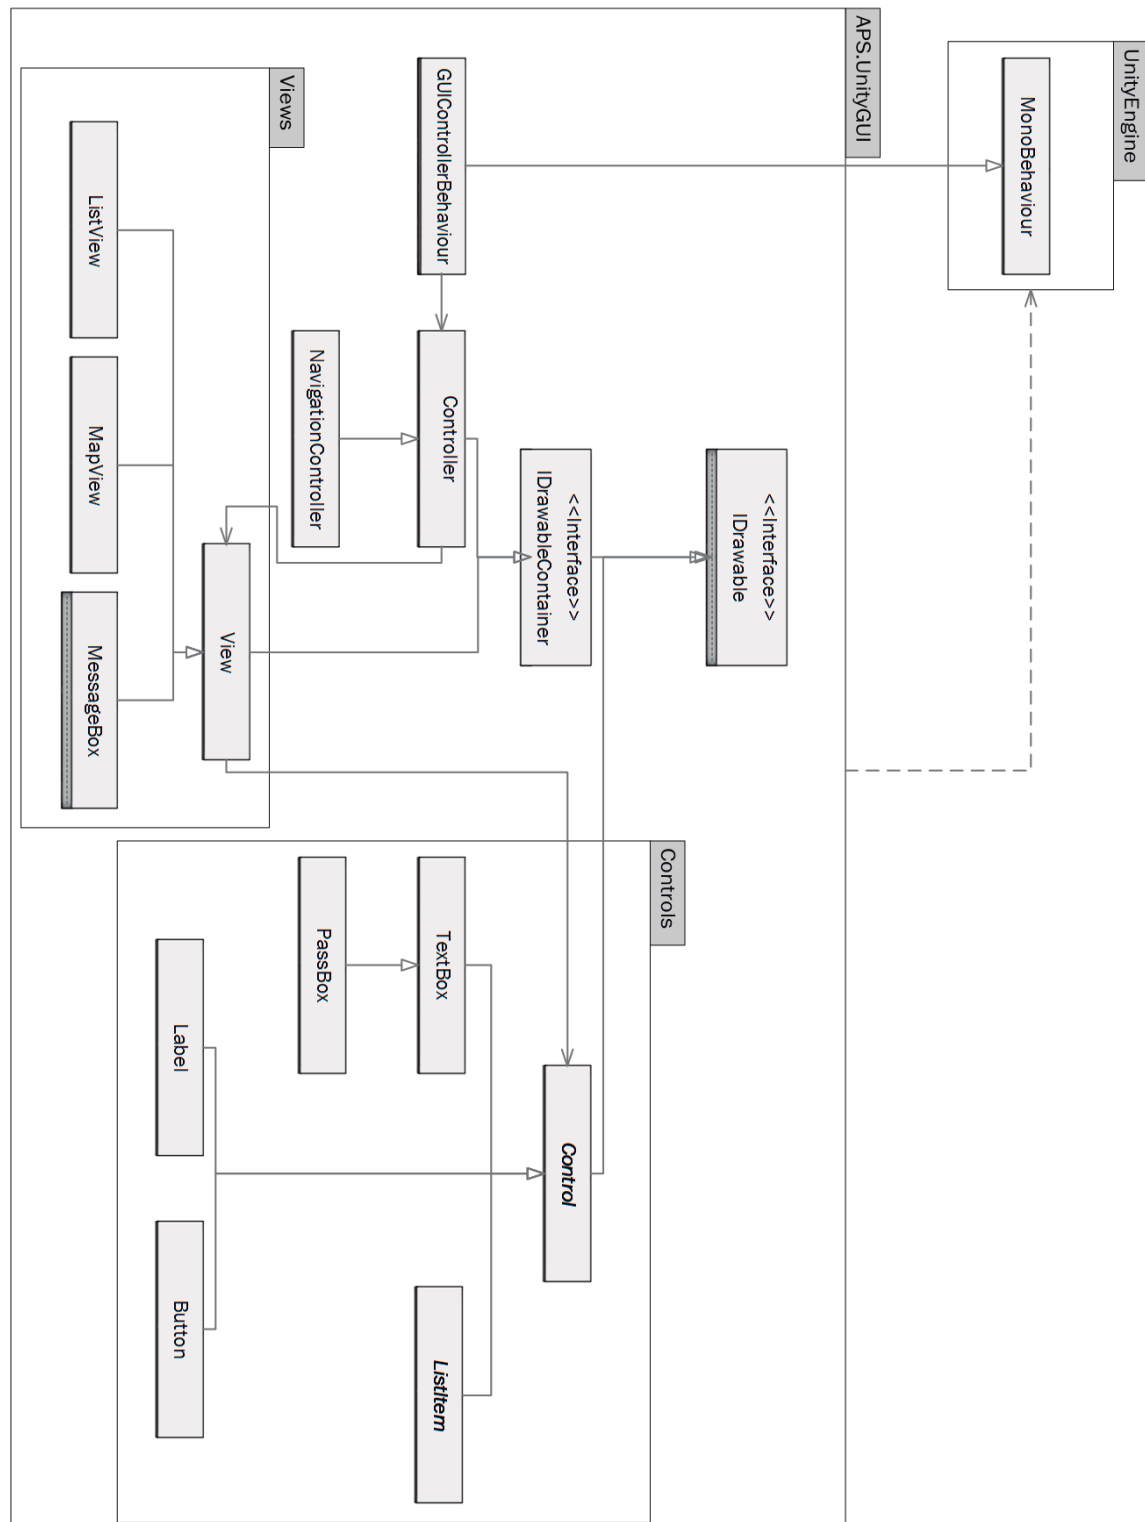 UnityEngine
MonoBehaviour
APS.UnityGUI
<<Interface>>
IDrawable
<<Interface>>
IDrawableContainer
GUIControllerBehaviour
Controller
NavigationController
Views
View
ListView
MapView
MessageBox
Controls
Control
TextBox
ListItem
PassBox
Label
Button